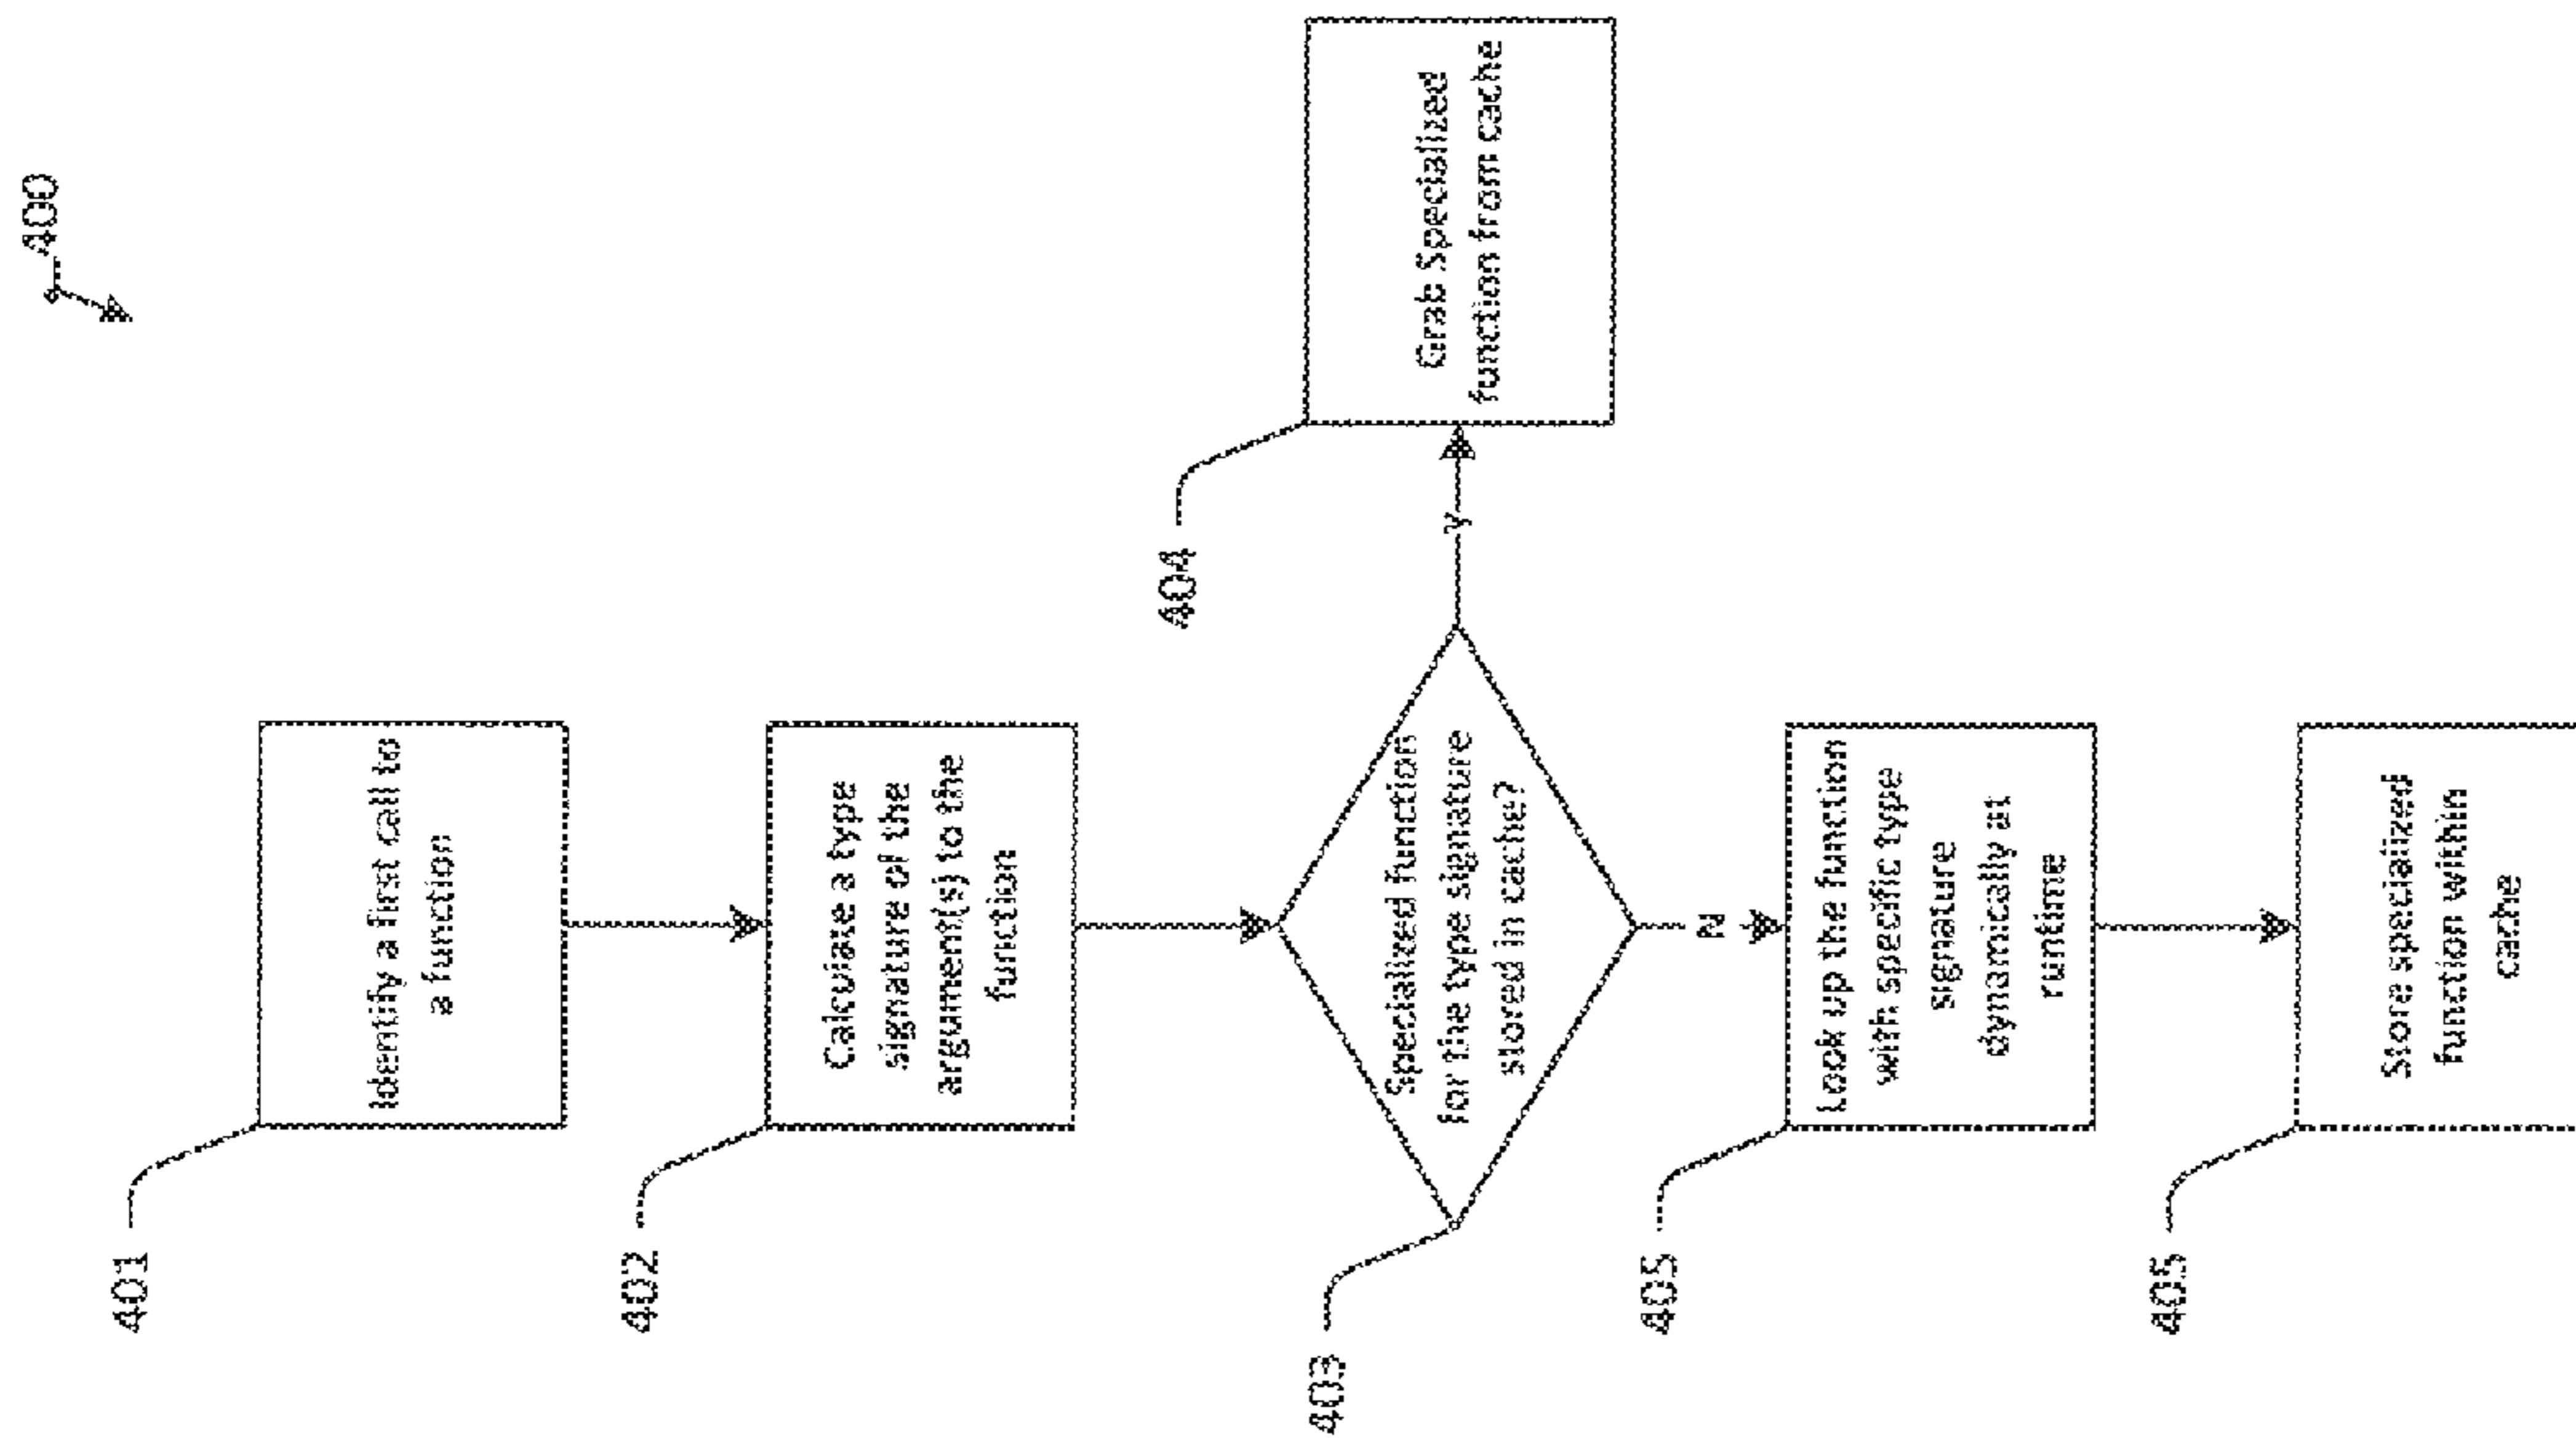 400
401
Identify a first call to
a function
402
Calculate a type
signature of the
argument(s) to the
function
403
Specialized function
for the type signature
stored in cache?
Y
404
Grab Specialized
function from cache
N
405
Look up the function
with specific type
signature
dynamically at
runtime
405
Store specialized
function within
cache